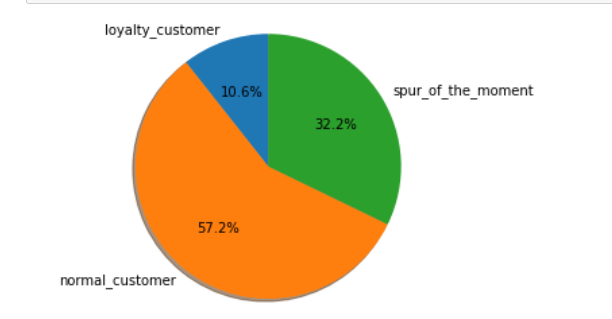 loyalty_customer
10.6%
spur_of_the_moment
32.2%
57.2%
normal_customer